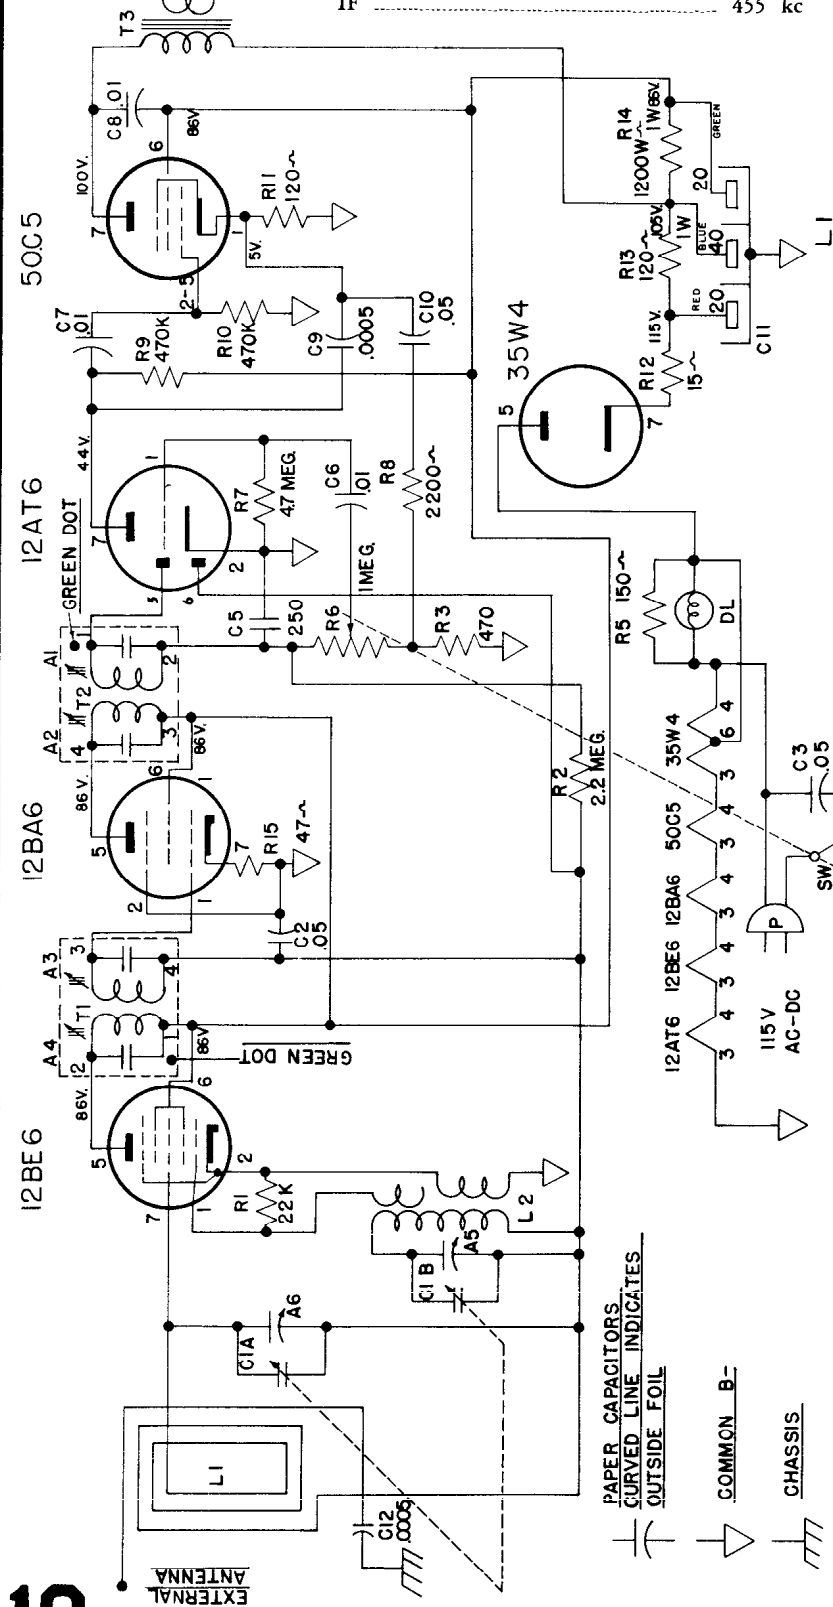 IF ........ 455 kc
T3
C8 .01
86V.
100V.
7
6
50C5
R11
120~
1
5V.
2-5
C7
.01
R9
470K
R10
470K
C9
.0005
C10
.05
R14
1200W~
1W
86V.
GREEN
20
105V.
1W
BLUE
40
R13
120~
RED
20
115V.
C11
L1
R12
15~
35W4
5
7
44V.
12AT6
GREEN DOT
7
1
5
6
2
R7
4.7 MEG.
C6
.01
R8
2200~
C5
250
R6
1 MEG.
R3
470
A1
1
2
T2
A2
4
3
86V.
86V.
12BA6
5
6
1
2
1
7
R15
47~
C2
.05
R2
2.2 MEG.
R5
150~
DL
A3
3
4
T1
A4
2
1
86V.
86V.
GREEN DOT
12BE6
5
6
7
1
2
R1
22K
L2
A5
C1B
A6
C1A
L1
C12
.0005
EXTERNAL
ANTENNA
12AT6
12BE6
12BA6
50C5
35W4
3 4
3 4
3 4
3 4
3 6 4
C3
.05
SW
P
115V
AC-DC
PAPER CAPACITORS
CURVED LINE INDICATES
OUTSIDE FOIL
COMMON B-
CHASSIS